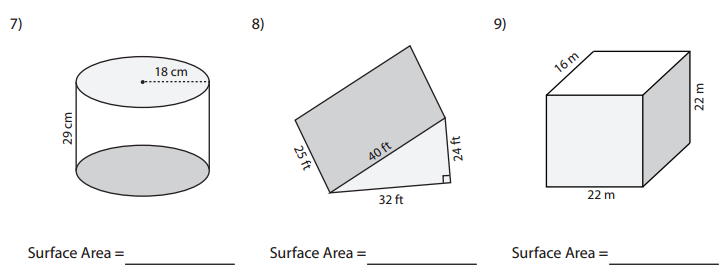 7)
18 cm
29 cm
Surface Area =
8)
25 ft
40 ft
24 ft
32 ft
Surface Area =
9)
16 m
22 m
22 m
Surface Area =